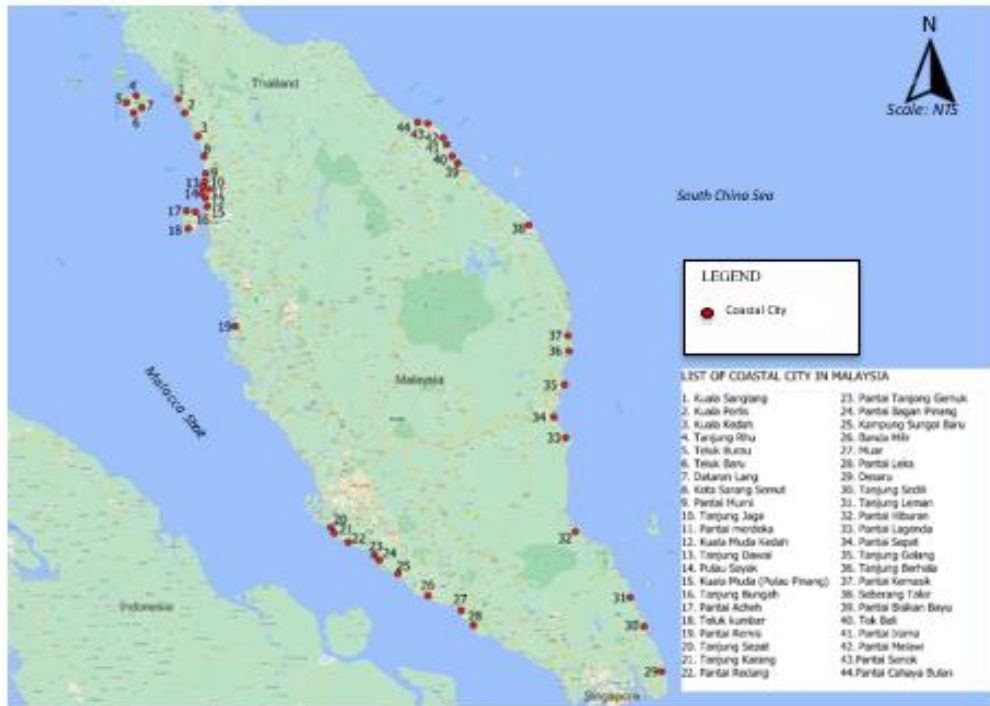 N
Scale: NTS
Thailand
South China Sea
Malaysia
Malacca Strait
Indonesia
Singapore
LEGEND
Coastal City
LIST OF COASTAL CITY IN MALAYSIA
1. Kuala Sanglang
2. Kuala Perlis
3. Kuala Kedah
4. Tanjung Rhu
5. Teluk Burau
6. Teluk Baru
7. Dataran Lang
8. Kota Sarang Semut
9. Pantai Murni
10. Tanjung Jaga
11. Pantai merdeka
12. Kuala Muda Kedah
13. Tanjung Dawai
14. Pulau Sayak
15. Kuala Muda (Pulau Pinang)
16. Tanjung Bungah
17. Pantai Acheh
18. Teluk kumbar
19. Pantai Remis
20. Tanjung Sepat
21. Tanjung Karang
22. Pantai Redang
23. Pantai Tanjong Gemuk
24. Pantai Bagan Pinang
25. Kampung Sungai Baru
26. Banda Hilir
27. Muar
28. Pantai Leka
29. Desaru
30. Tanjung Sedili
31. Tanjung Leman
32. Pantai Hiburan
33. Pantai Lagenda
34. Pantai Sepat
35. Tanjung Gelang
36. Tanjung Berhala
37. Pantai Kemasik
38. Seberang Takir
39. Pantai Bisikan Bayu
40. Tok Bali
41. Pantai Irama
42. Pantai Melawi
43.Pantai Senok
44.Pantai Cahaya Bulan